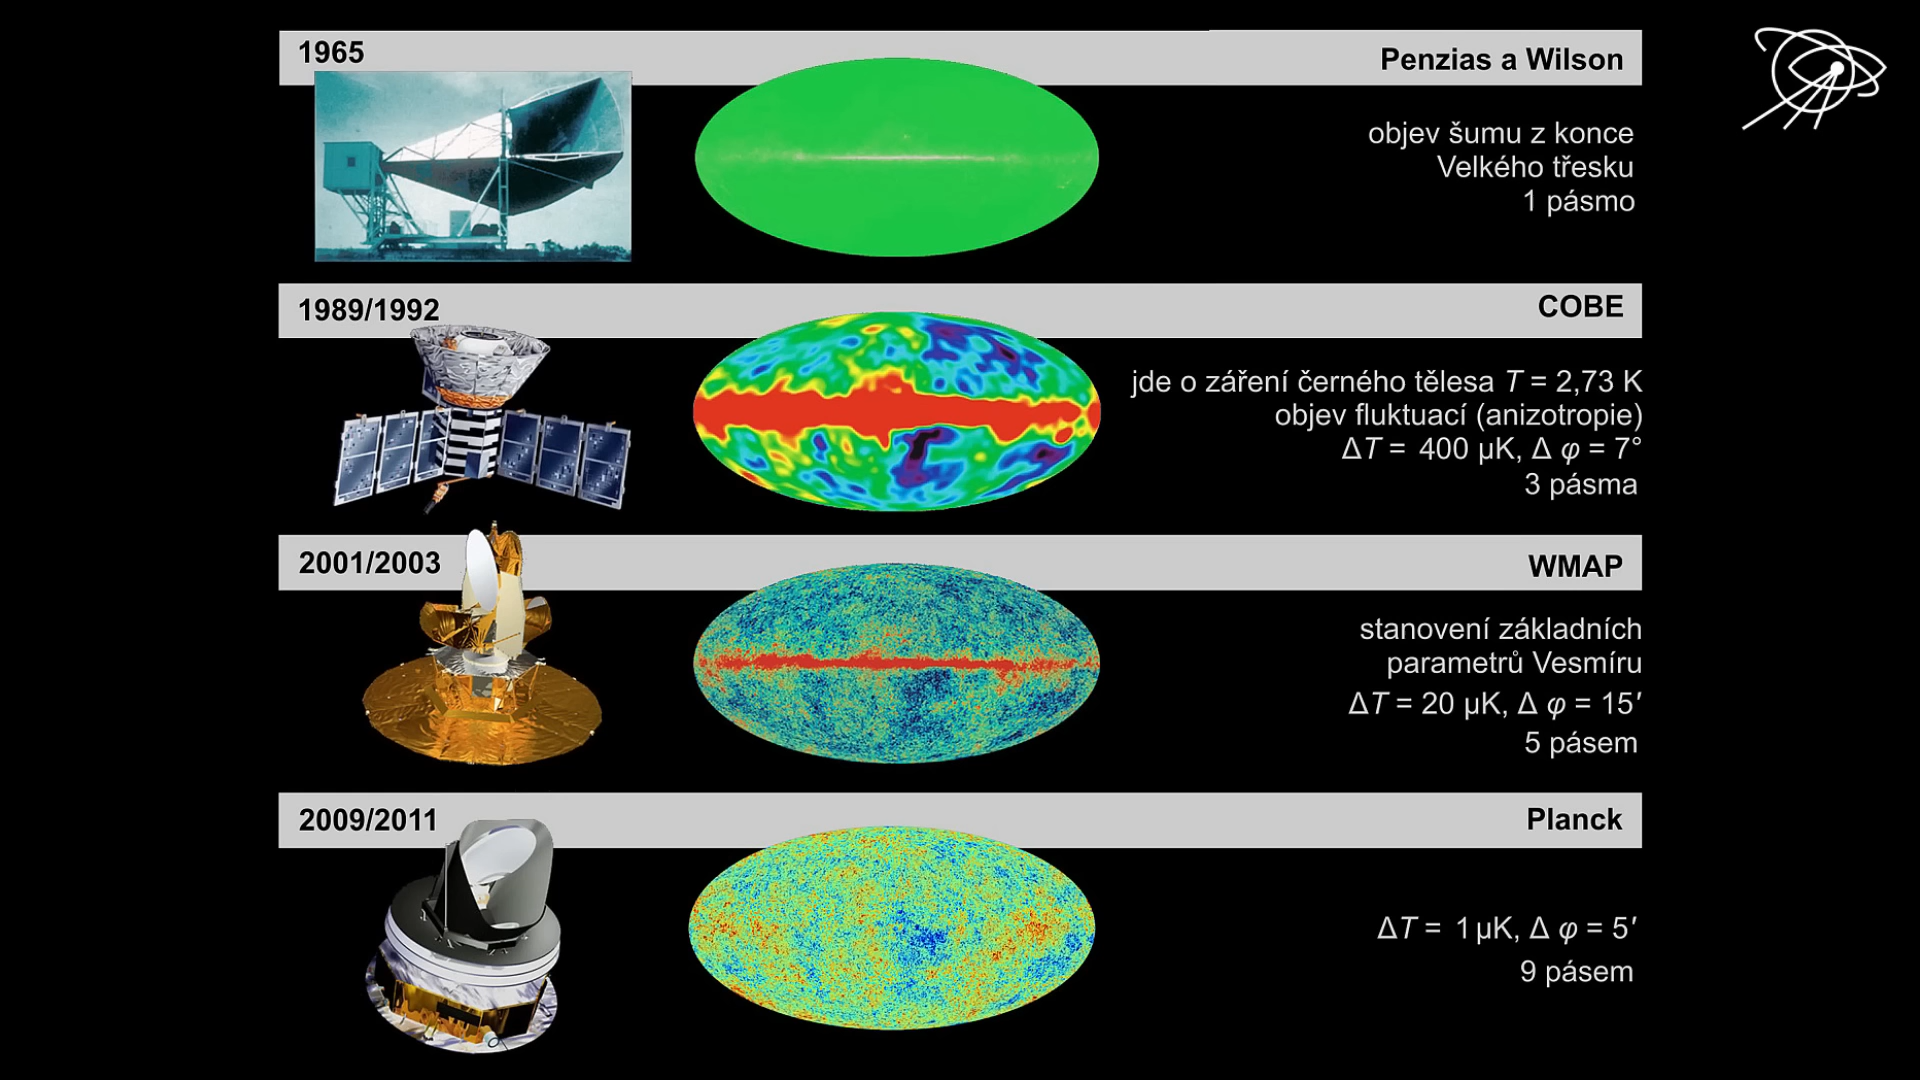 1965
Penzias a Wilson
objev šumu z konce
Velkého třesku
1 pásmo
1989/1992
COBE
jde o záření černého tělesa T = 2,73 K
objev fluktuací (anizotropie)
ΔT = 400 μK, Δ φ = 7°
3 pásma
2001/2003
WMAP
stanovení základních
parametrů Vesmíru
ΔT = 20 μK, Δ φ = 15′
5 pásem
2009/2011
Planck
ΔT = 1 μK, Δ φ = 5′
9 pásem